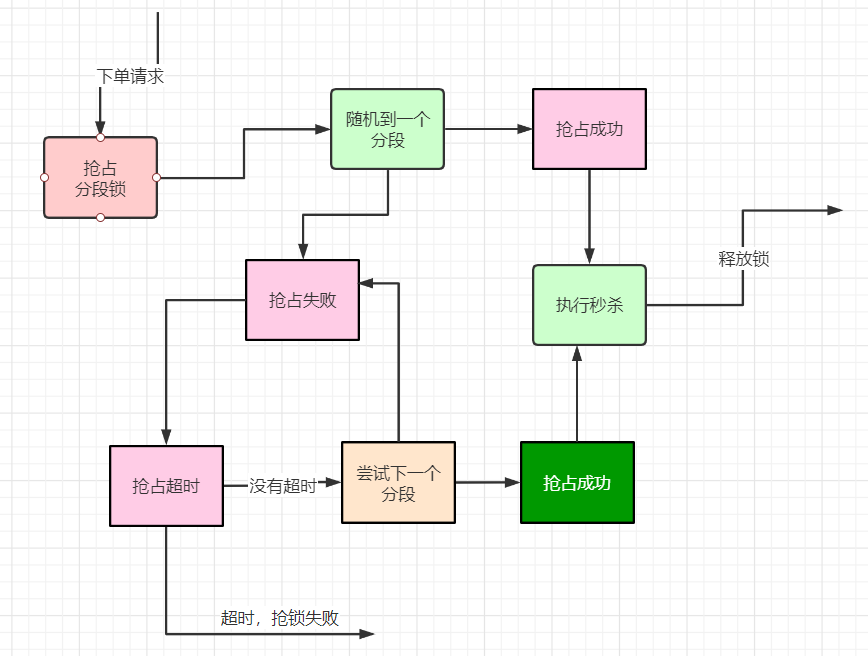 下单请求
抢占
分段锁
随机到一个
分段
抢占成功
抢占失败
执行秒杀
释放锁
抢占超时
没有超时
尝试下一个
分段
抢占成功
超时，抢锁失败